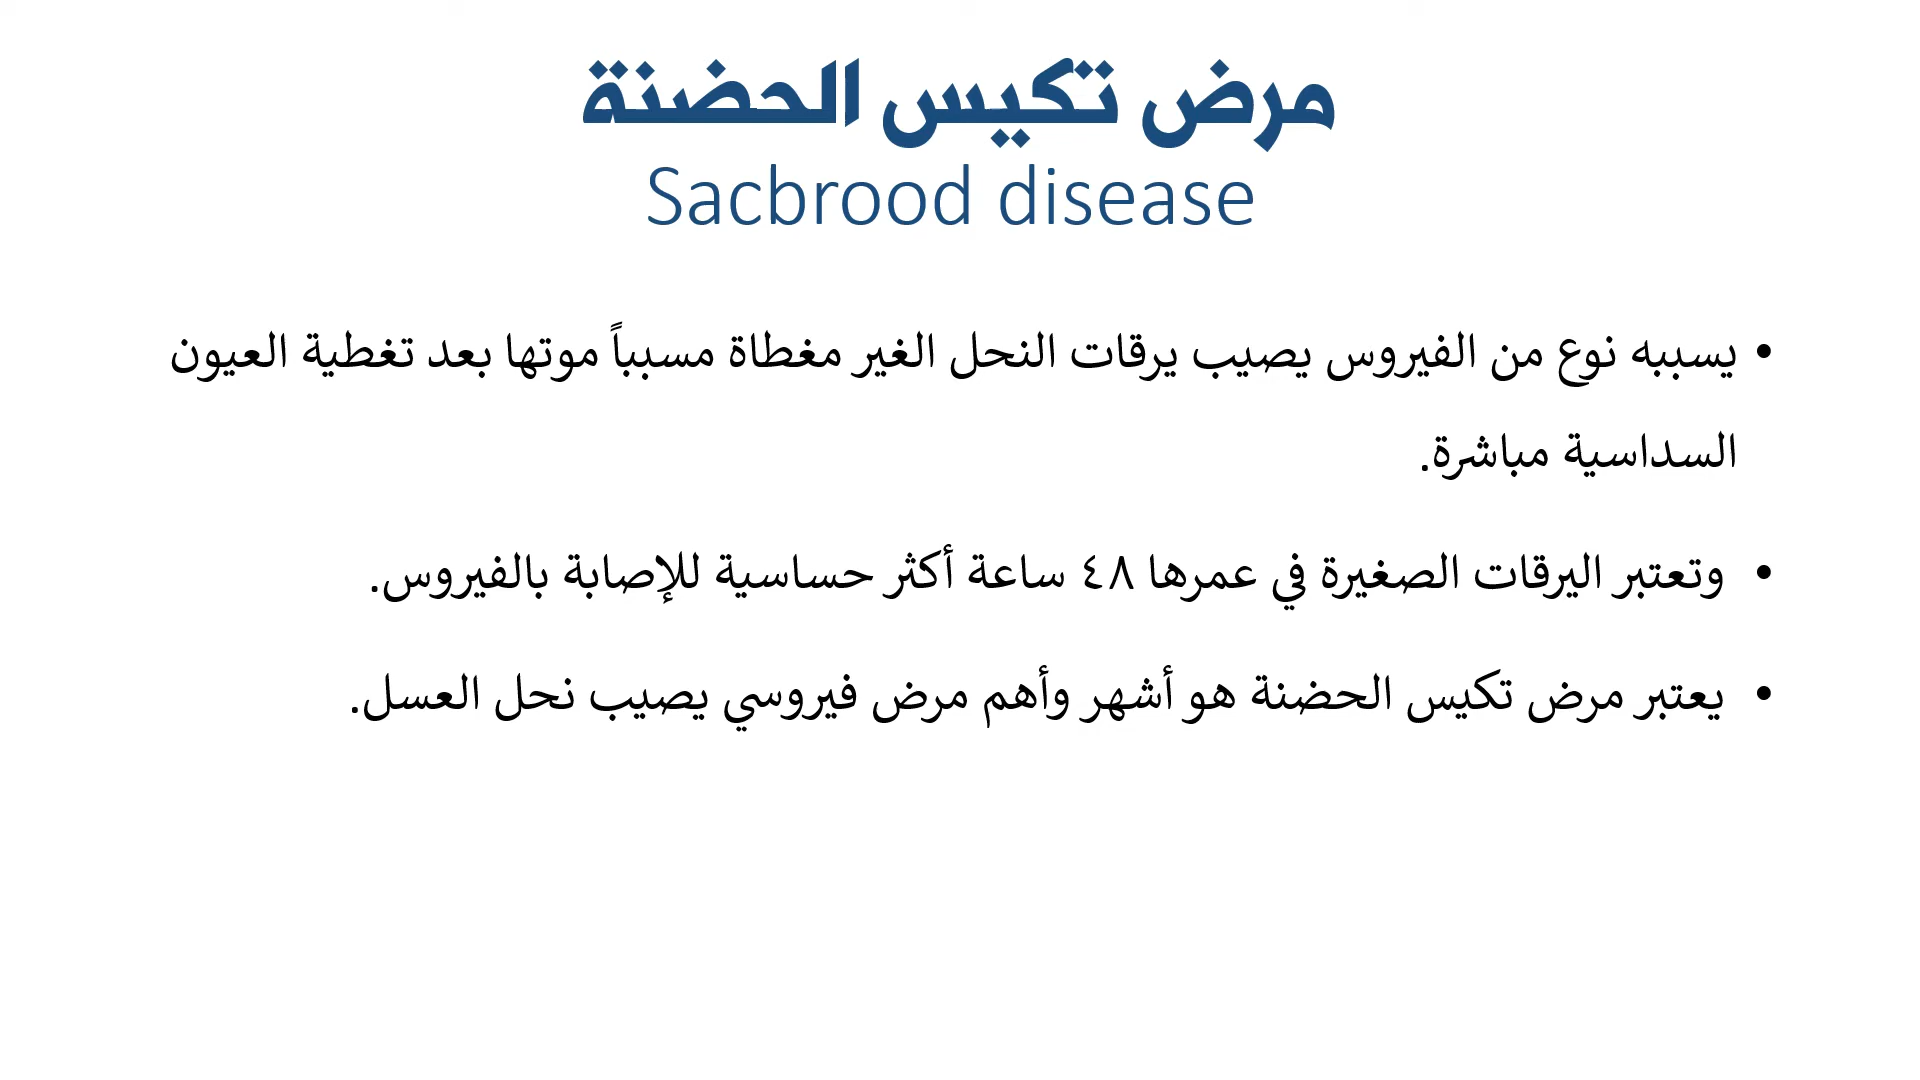 مرض تكيس الحضنة
Sacbrood disease
• يسببه نوع من الفيروس يصيب يرقات النحل الغير مغطاة مسبباً موتها بعد تغطية العيون
السداسية مباشرة.
• وتعتبر اليرقات الصغيرة في عمرها ٤٨ ساعة أكثر حساسية للإصابة بالفيروس.
• يعتبر مرض تكيس الحضنة هو أشهر وأهم مرض فيروسي يصيب نحل العسل.